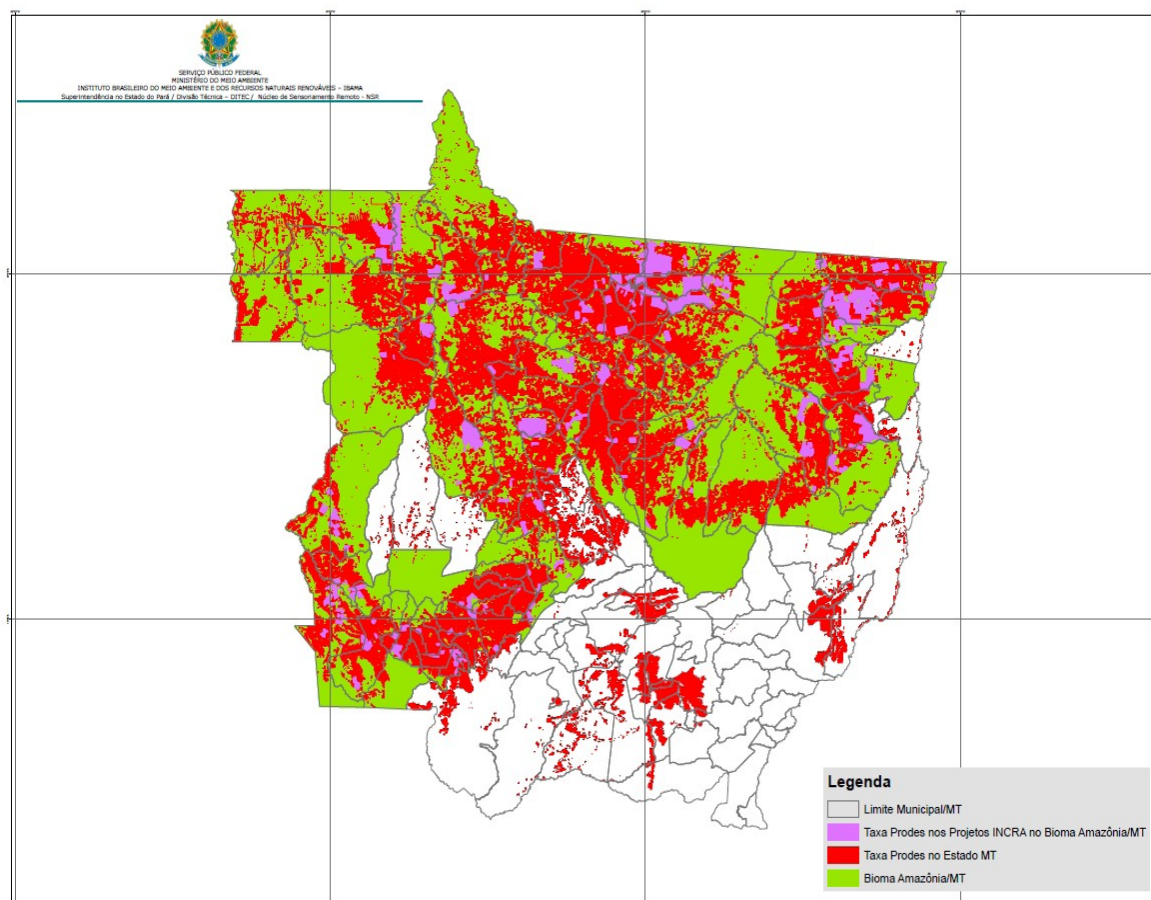 SERVIÇO PÚBLICO FEDERAL
MINISTÉRIO DO MEIO AMBIENTE
INSTITUTO BRASILEIRO DO MEIO AMBIENTE E DOS RECURSOS NATURAIS RENOVÁVEIS - IBAMA
Superintendência no Estado do Pará / Divisão Técnica - DITEC / Núcleo de Sensoriamento Remoto - NSR
Legenda
Limite Municipal/MT
Taxa Prodes nos Projetos INCRA no Bioma Amazônia/MT
Taxa Prodes no Estado MT
Bioma Amazônia/MT